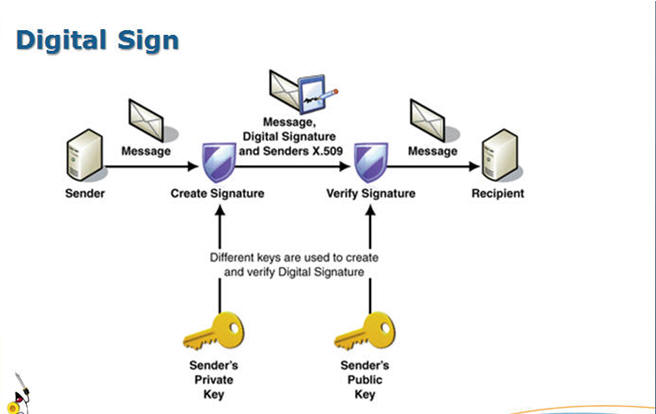 Digital Sign
Message,
Digital Signature
and Senders X.509
Message
Message
Sender
Create Signature
Verify Signature
Recipient
Different keys are used to create
and verify Digital Signature
Sender's
Private
Key
Sender's
Public
Key